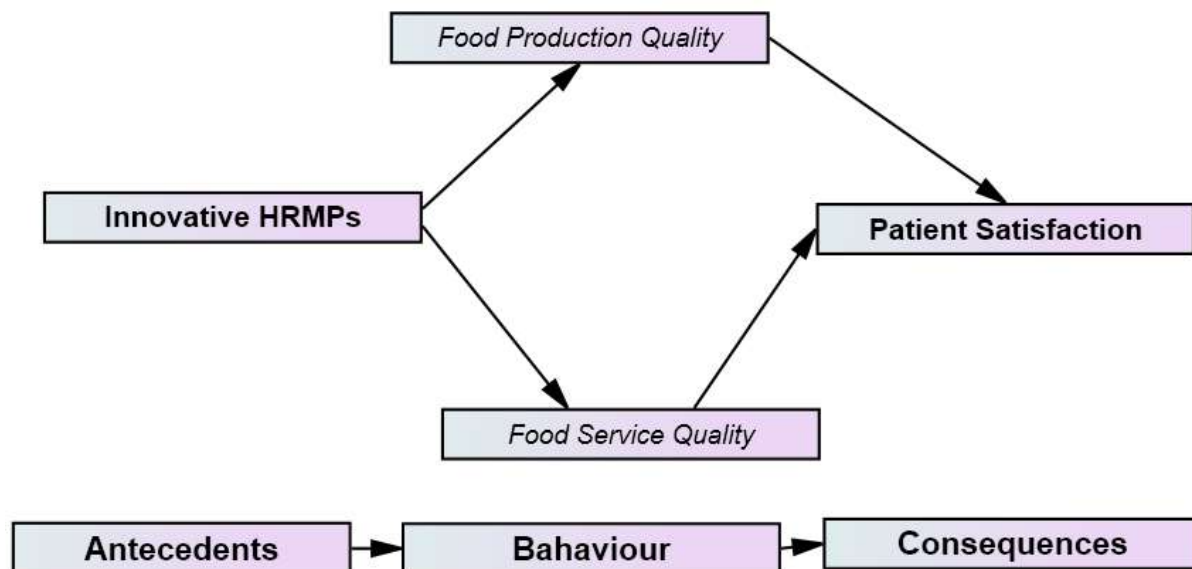 Food Production Quality
Innovative HRMPs
Patient Satisfaction
Food Service Quality
Antecedents
Bahaviour
Consequences